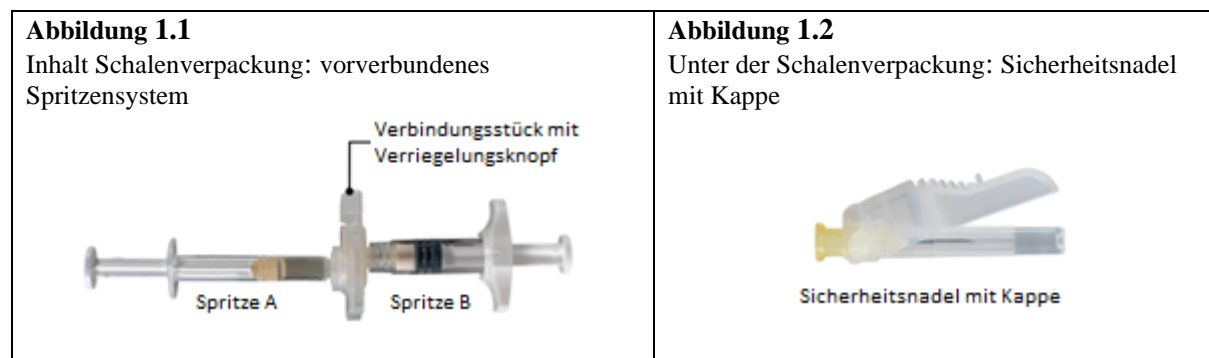 Abbildung 1.1
Inhalt Schalenverpackung: vorverbundenes
Spritzensystem
Verbindungsstück mit
Verriegelungsknopf
Spritze A
Spritze B
Abbildung 1.2
Unter der Schalenverpackung: Sicherheitsnadel
mit Kappe
Sicherheitsnadel mit Kappe